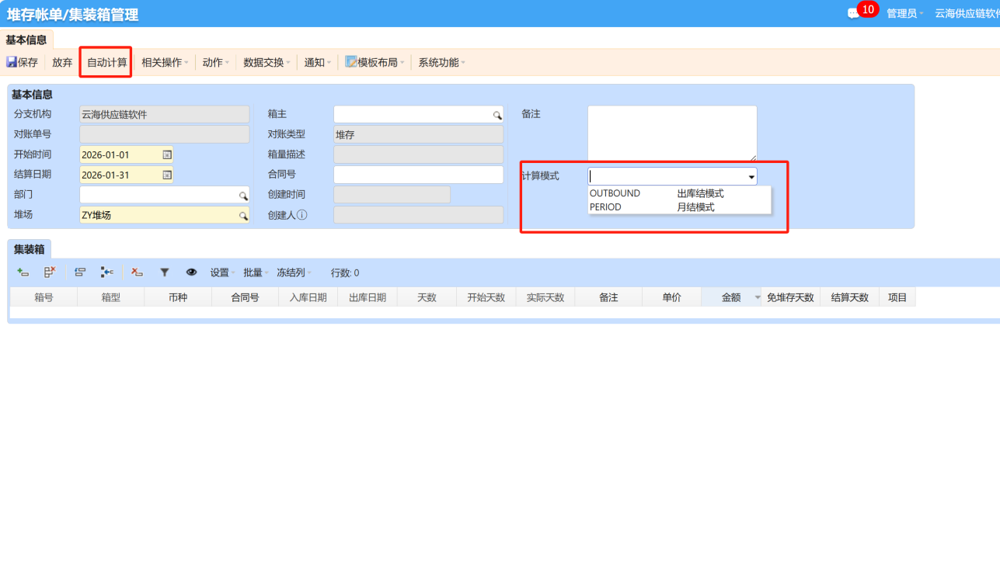 堆存帐单/集装箱管理 10 管理员 云海供应链软件
基本信息
保存 放弃 自动计算 相关操作 动作 数据交换 通知 模板布局 系统功能
基本信息
分支机构 云海供应链软件 箱主 备注
对账单号 对账类型 堆存
开始时间 2026-01-01 箱量描述
结算日期 2026-01-31 合同号 计算模式
部门 创建时间 OUTBOUND 出库结模式
堆场 ZY堆场 创建人 PERIOD 月结模式
集装箱
设置 批量 冻结列 行数: 0
箱号 箱型 币种 合同号 入库日期 出库日期 天数 开始天数 实际天数 备注 单价 金额 免堆存天数 结算天数 项目